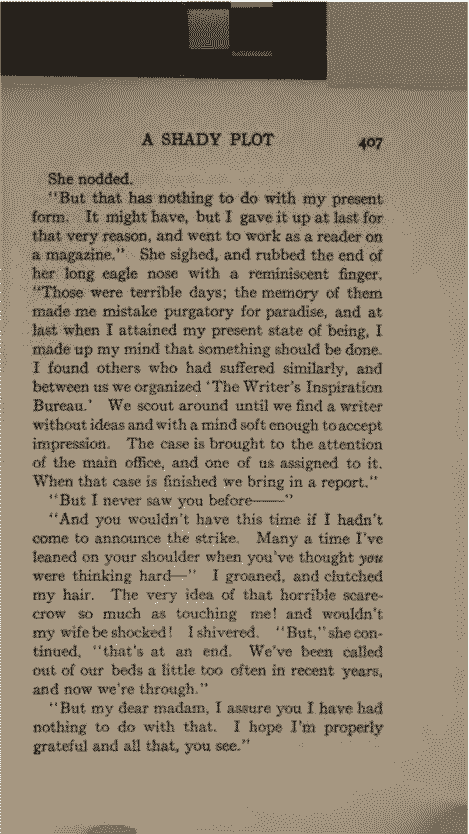 A SHADY PLOT 407
She nodded.
"But that has nothing to do with my present
form. It might have, but I gave it up at last for
that very reason, and went to work as a reader on
a magazine." She sighed, and rubbed the end of
her long eagle nose with a reminiscent finger.
"Those were terrible days; the memory of them
made me mistake purgatory for paradise, and at
last when I attained my present state of being, I
made up my mind that something should be done.
I found others who had suffered similarly, and
between us we organized 'The Writer's Inspiration
Bureau.' We scout around until we find a writer
without ideas and with a mind soft enough to accept
impression. The case is brought to the attention
of the main office, and one of us assigned to it.
When that case is finished we bring in a report."
"But I never saw you before——"
"And you wouldn't have this time if I hadn't
come to announce the strike. Many a time I've
leaned on your shoulder when you've thought you
were thinking hard—" I groaned, and clutched
my hair. The very idea of that horrible scare-
crow so much as touching me! and wouldn't
my wife be shocked! I shivered. "But," she con-
tinued, "that's at an end. We've been called
out of our beds a little too often in recent years,
and now we're through."
"But my dear madam, I assure you I have had
nothing to do with that. I hope I'm properly
grateful and all that, you see."